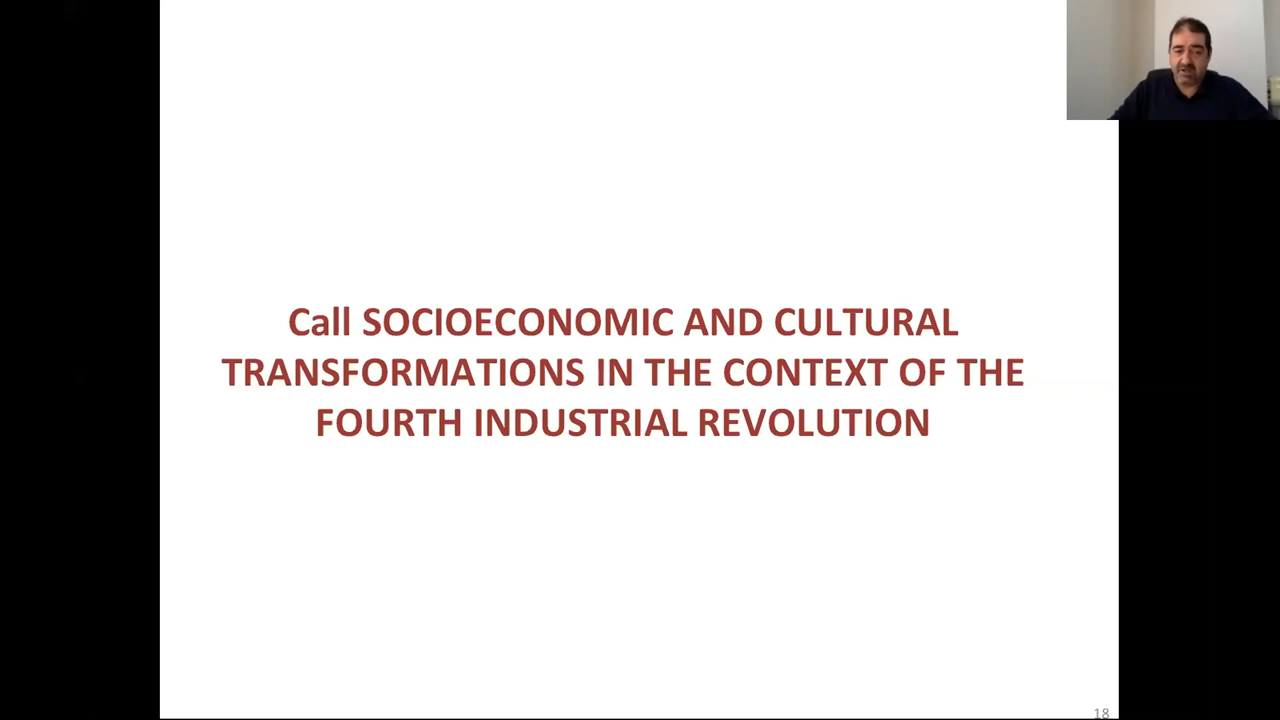 Call SOCIOECONOMIC AND CULTURAL
TRANSFORMATIONS IN THE CONTEXT OF THE
FOURTH INDUSTRIAL REVOLUTION
18